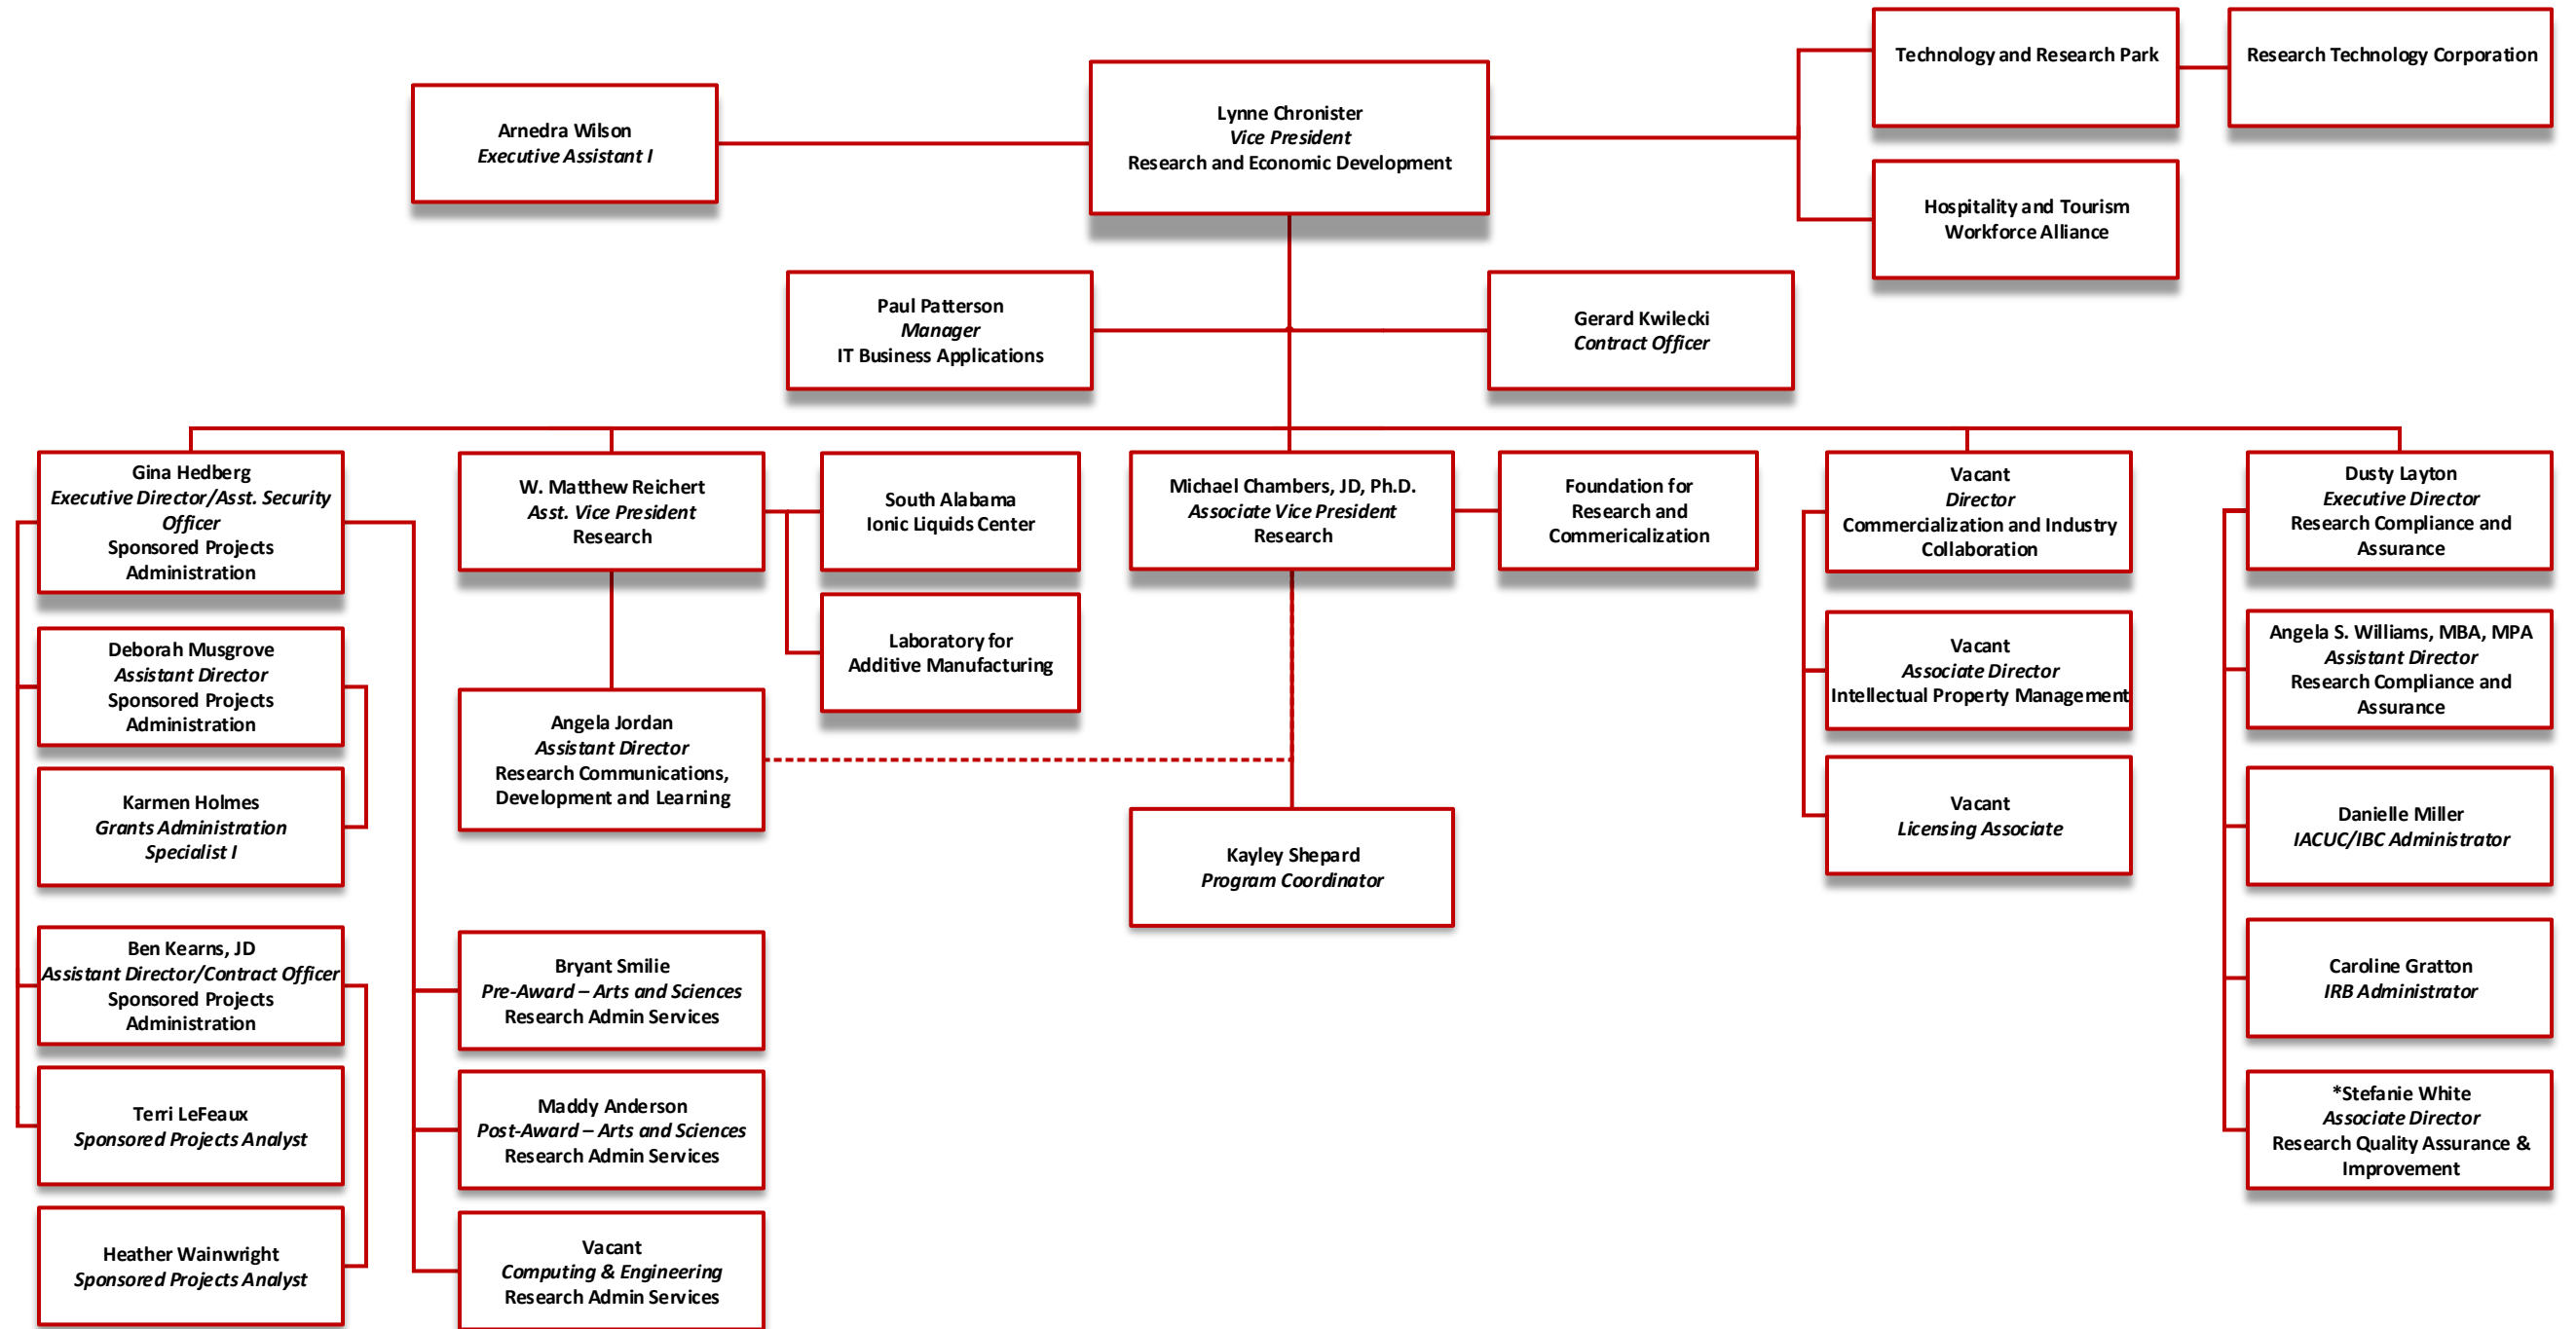 Technology and Research Park
Research Technology Corporation
Arnedra Wilson
Executive Assistant I
Lynne Chronister
Vice President
Research and Economic Development
Hospitality and Tourism
Workforce Alliance
Paul Patterson
Manager
IT Business Applications
Gerard Kwilecki
Contract Officer
Gina Hedberg
Executive Director/Asst. Security
Officer
Sponsored Projects
Administration
W. Matthew Reichert
Asst. Vice President
Research
South Alabama
Ionic Liquids Center
Michael Chambers, JD, Ph.D.
Associate Vice President
Research
Foundation for
Research and
Commericalization
Vacant
Director
Commercialization and Industry
Collaboration
Dusty Layton
Executive Director
Research Compliance and
Assurance
Deborah Musgrove
Assistant Director
Sponsored Projects
Administration
Laboratory for
Additive Manufacturing
Vacant
Associate Director
Intellectual Property Management
Angela S. Williams, MBA, MPA
Assistant Director
Research Compliance and
Assurance
Angela Jordan
Assistant Director
Research Communications,
Development and Learning
Karmen Holmes
Grants Administration
Specialist I
Kayley Shepard
Program Coordinator
Vacant
Licensing Associate
Danielle Miller
IACUC/IBC Administrator
Ben Kearns, JD
Assistant Director/Contract Officer
Sponsored Projects
Administration
Bryant Smilie
Pre-Award – Arts and Sciences
Research Admin Services
Caroline Gratton
IRB Administrator
Terri LeFeaux
Sponsored Projects Analyst
Maddy Anderson
Post-Award – Arts and Sciences
Research Admin Services
*Stefanie White
Associate Director
Research Quality Assurance &
Improvement
Heather Wainwright
Sponsored Projects Analyst
Vacant
Computing & Engineering
Research Admin Services